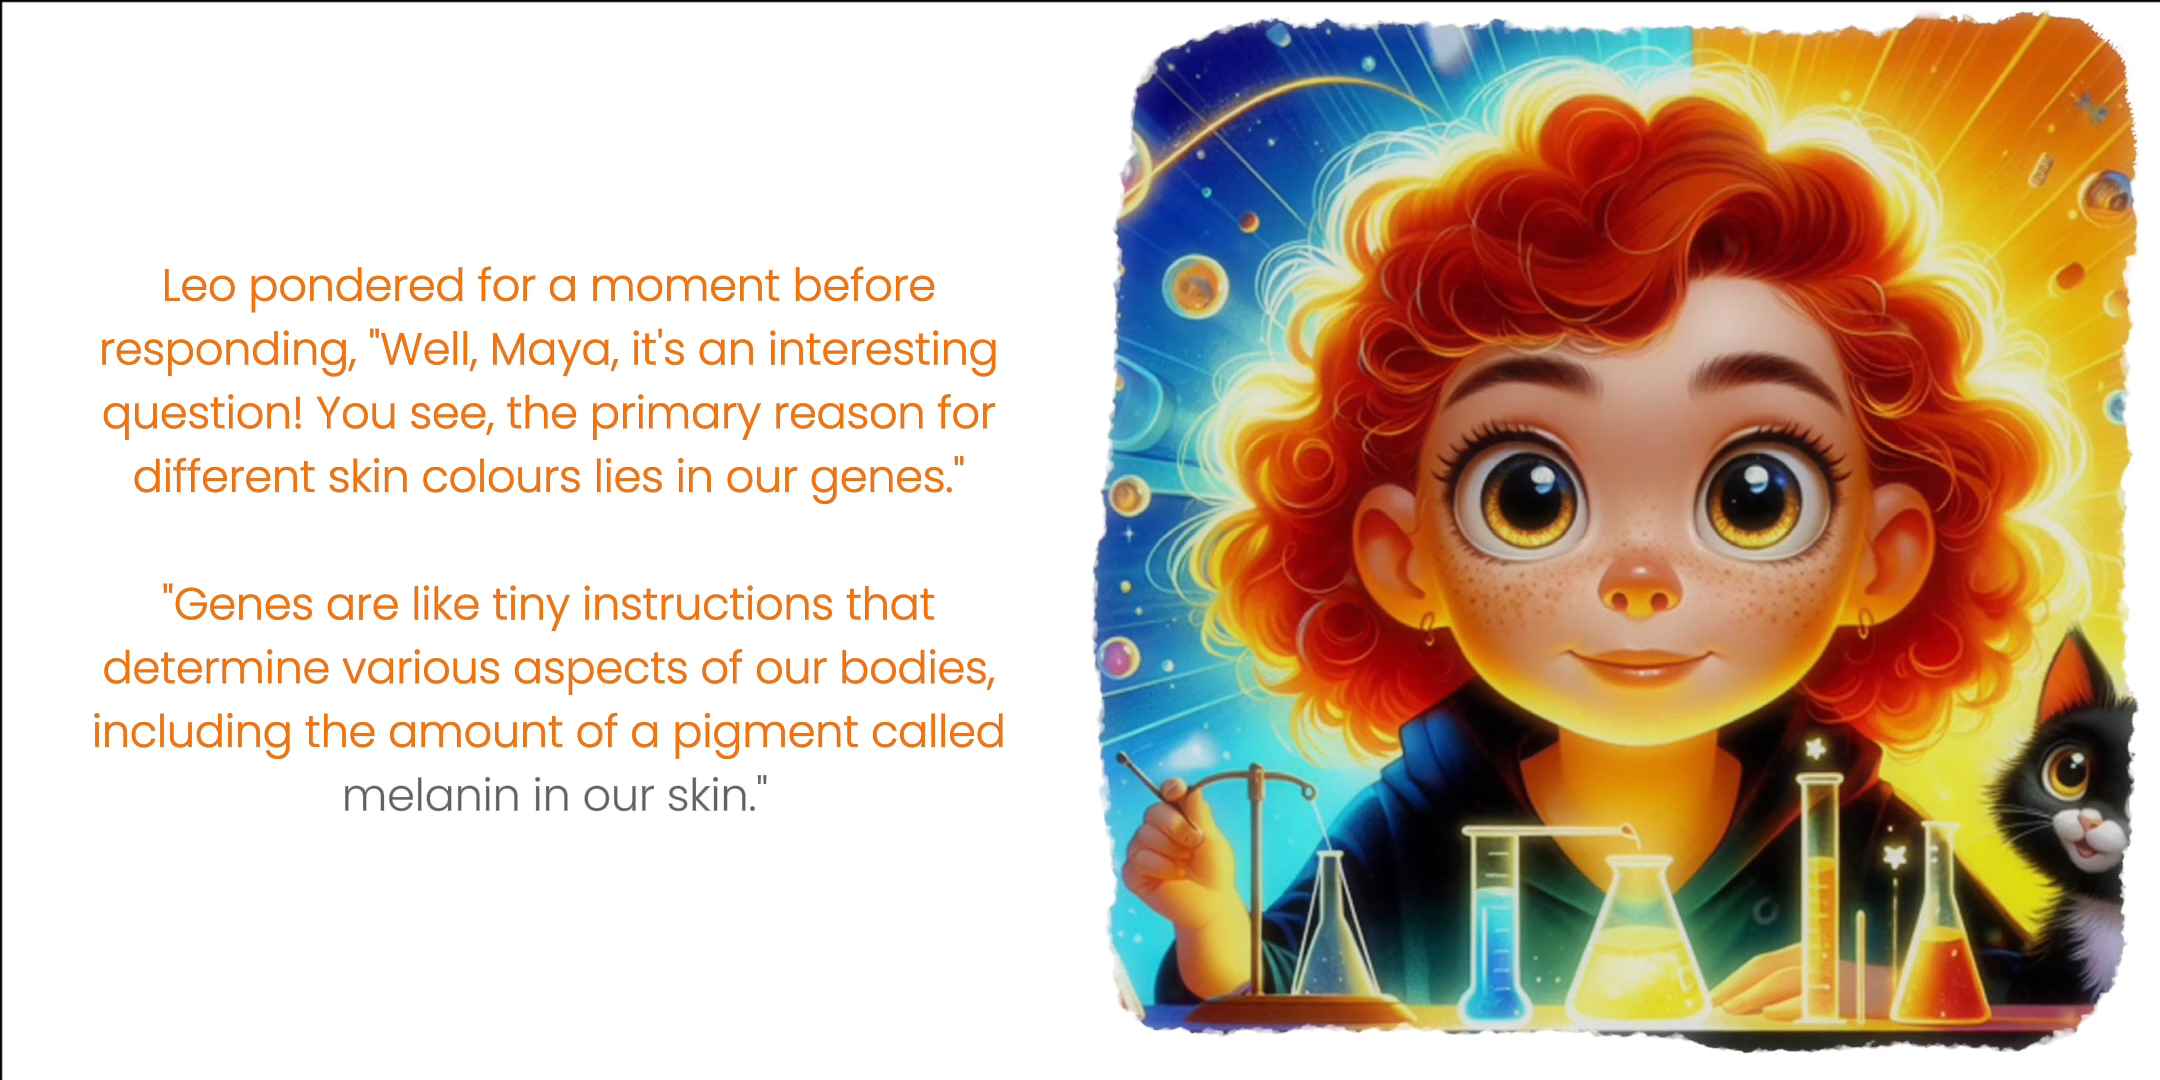 Leo pondered for a moment before
responding, "Well, Maya, it's an interesting
question! You see, the primary reason for
different skin colours lies in our genes."
"Genes are like tiny instructions that
determine various aspects of our bodies,
including the amount of a pigment called
melanin in our skin."